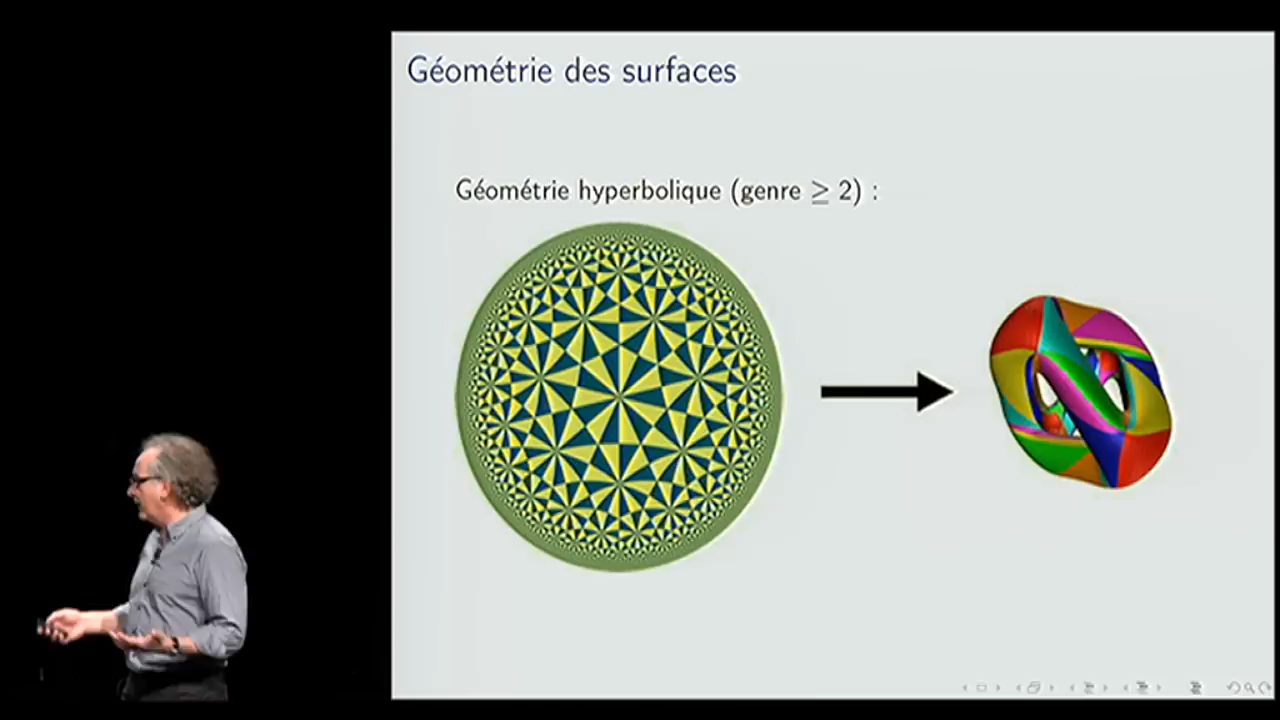 Géométrie des surfaces
Géométrie hyperbolique (genre ≥ 2) :